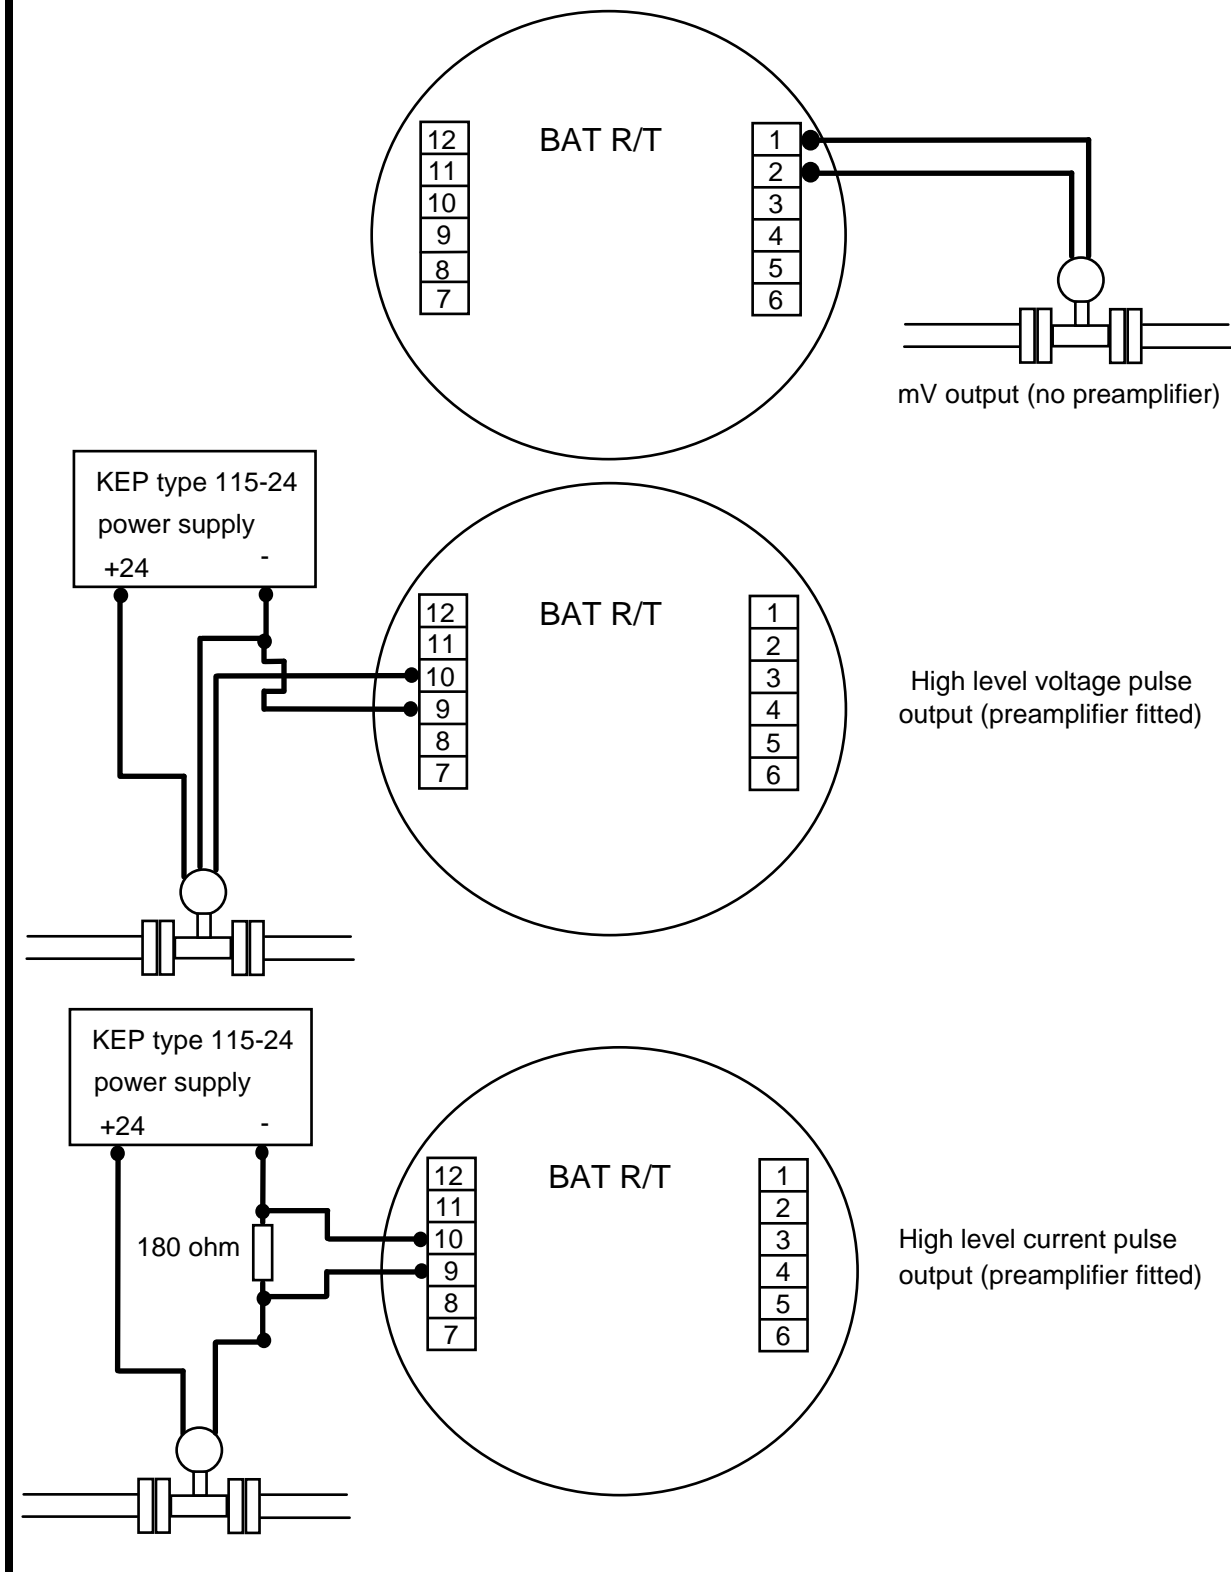 BAT R/T
12
11
10
9
8
7
1
2
3
4
5
6
mV output (no preamplifier)
KEP type 115-24
power supply
+24 -
BAT R/T
12
11
10
9
8
7
1
2
3
4
5
6
High level voltage pulse
output (preamplifier fitted)
KEP type 115-24
power supply
+24 -
180 ohm
BAT R/T
12
11
10
9
8
7
1
2
3
4
5
6
High level current pulse
output (preamplifier fitted)